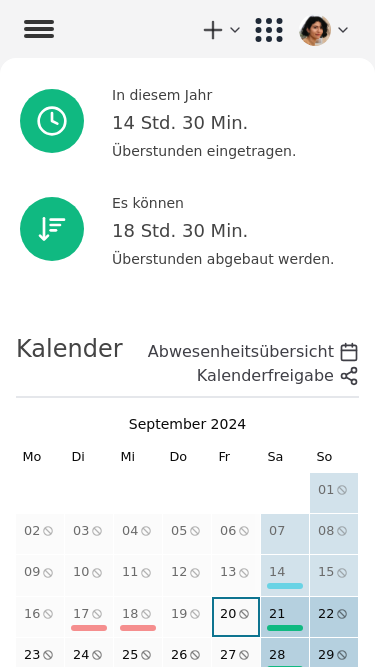 In diesem Jahr
14 Std. 30 Min.
Überstunden eingetragen.
Es können
18 Std. 30 Min.
Überstunden abgebaut werden.
Kalender
Abwesenheitsübersicht
Kalenderfreigabe
September 2024
Mo Di Mi Do Fr Sa So
01
02 03 04 05 06 07 08
09 10 11 12 13 14 15
16 17 18 19 20 21 22
23 24 25 26 27 28 29